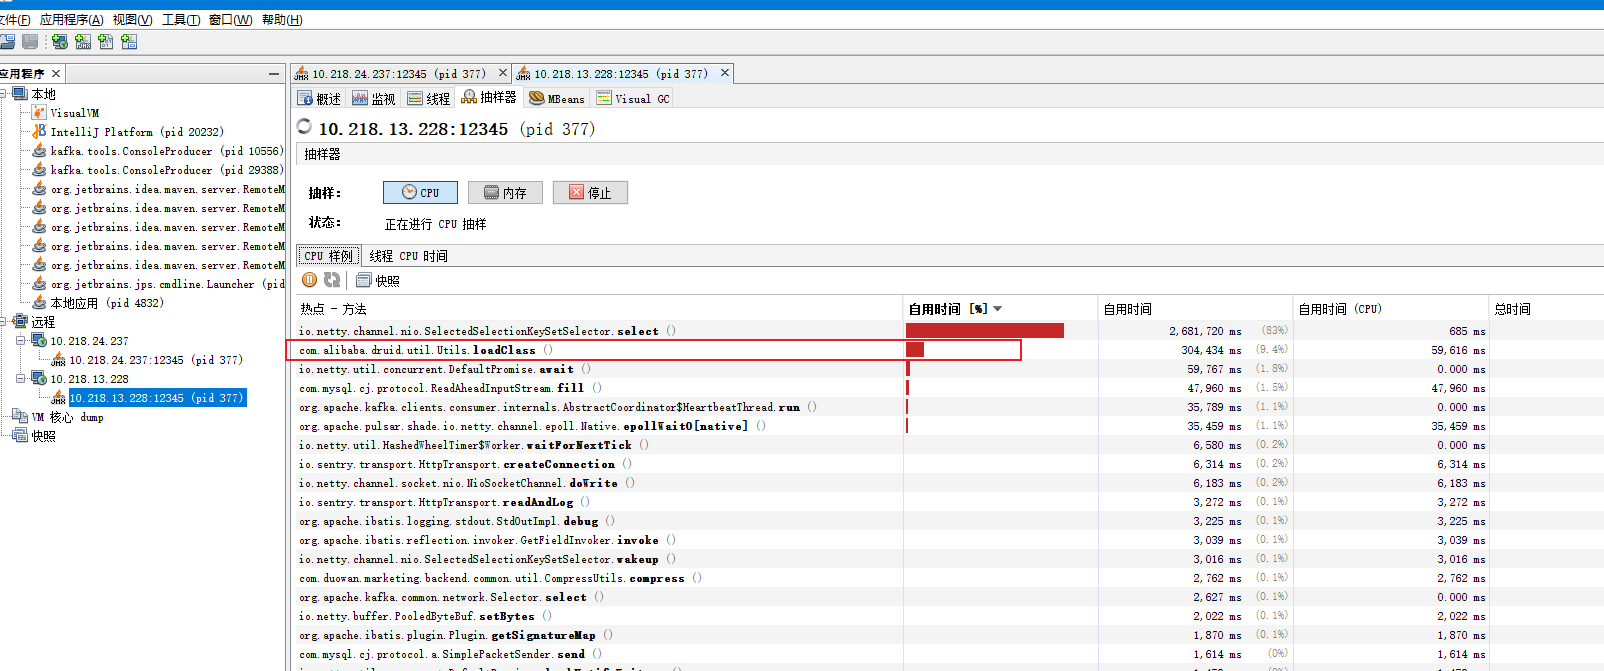 文件(F) 应用程序(A) 视图(V) 工具(T) 窗口(W) 帮助(H)
应用程序
本地
VisualVM
IntelliJ Platform (pid 20232)
kafka.tools.ConsoleProducer (pid 10556)
kafka.tools.ConsoleProducer (pid 29388)
org.jetbrains.idea.maven.server.RemoteM
org.jetbrains.idea.maven.server.RemoteM
org.jetbrains.idea.maven.server.RemoteM
org.jetbrains.idea.maven.server.RemoteM
org.jetbrains.idea.maven.server.RemoteM
org.jetbrains.jps.cmdline.Launcher (pid
本地应用 (pid 4832)
远程
10.218.24.237
10.218.24.237:12345 (pid 377)
10.218.13.228
10.218.13.228:12345 (pid 377)
VM 核心 dump
快照
10.218.24.237:12345 (pid 377) 10.218.13.228:12345 (pid 377)
概述 监视 线程 抽样器 MBeans Visual GC
10.218.13.228:12345 (pid 377)
抽样器
抽样: CPU 内存 停止
状态: 正在进行 CPU 抽样
CPU 样例 线程 CPU 时间
快照
热点 - 方法 自用时间 [%] 自用时间 自用时间 (CPU) 总时间
io.netty.channel.nio.SelectedSelectionKeySetSelector.select () 2,681,720 ms (83%) 685 ms
com.alibaba.druid.util.Utils.loadClass () 304,434 ms (9.4%) 59,616 ms
io.netty.util.concurrent.DefaultPromise.await () 59,767 ms (1.8%) 0.000 ms
com.mysql.cj.protocol.ReadAheadInputStream.fill () 47,960 ms (1.5%) 47,960 ms
org.apache.kafka.clients.consumer.internals.AbstractCoordinator$HeartbeatThread.run () 35,789 ms (1.1%) 0.000 ms
org.apache.pulsar.shade.io.netty.channel.epoll.Native.epollWait0[native] () 35,459 ms (1.1%) 35,459 ms
io.netty.util.HashedWheelTimer$Worker.waitForNextTick () 6,580 ms (0.2%) 0.000 ms
io.sentry.transport.HttpTransport.createConnection () 6,314 ms (0.2%) 6,314 ms
io.netty.channel.socket.nio.NioSocketChannel.doWrite () 6,183 ms (0.2%) 6,183 ms
io.sentry.transport.HttpTransport.readAndLog () 3,272 ms (0.1%) 3,272 ms
org.apache.ibatis.logging.stdout.StdOutImpl.debug () 3,225 ms (0.1%) 3,225 ms
org.apache.ibatis.reflection.invoker.GetFieldInvoker.invoke () 3,039 ms (0.1%) 3,039 ms
io.netty.channel.nio.SelectedSelectionKeySetSelector.wakeup () 3,016 ms (0.1%) 3,016 ms
com.duowan.marketing.backend.common.util.CompressUtils.compress () 2,762 ms (0.1%) 2,762 ms
org.apache.kafka.common.network.Selector.select () 2,627 ms (0.1%) 0.000 ms
io.netty.buffer.PooledByteBuf.setBytes () 2,022 ms (0.1%) 2,022 ms
org.apache.ibatis.plugin.Plugin.getSignatureMap () 1,870 ms (0.1%) 1,870 ms
com.mysql.cj.protocol.a.SimplePacketSender.send () 1,614 ms (0%) 1,614 ms